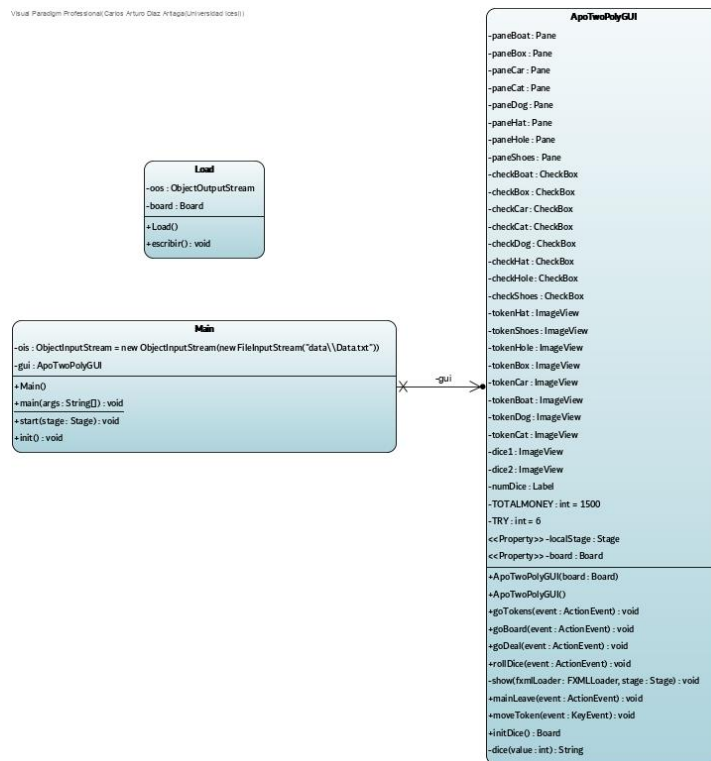 Visual Paradigm Professional(Carlos Arturo Diaz Artiaga(Universidad Icesi))
Load
-oos : ObjectOutputStream
-board : Board
+Load()
+escribir() : void
Main
-ois : ObjectInputStream = new ObjectInputStream(new FileInputStream("data\\Data.txt"))
-gui : ApoTwoPolyGUI
+Main()
+main(args : String[]) : void
+start(stage : Stage) : void
+init() : void
-gui
ApoTwoPolyGUI
-paneBoat : Pane
-paneBox : Pane
-paneCar : Pane
-paneCat : Pane
-paneDog : Pane
-paneHat : Pane
-paneHole : Pane
-paneShoes : Pane
-checkBoat : CheckBox
-checkBox : CheckBox
-checkCar : CheckBox
-checkCat : CheckBox
-checkDog : CheckBox
-checkHat : CheckBox
-checkHole : CheckBox
-checkShoes : CheckBox
-tokenHat : ImageView
-tokenShoes : ImageView
-tokenHole : ImageView
-tokenBox : ImageView
-tokenCar : ImageView
-tokenBoat : ImageView
-tokenDog : ImageView
-tokenCat : ImageView
-dice1 : ImageView
-dice2 : ImageView
-numDice : Label
-TOTALMONEY : int = 1500
-TRY : int = 6
<<Property>> -localStage : Stage
<<Property>> -board : Board
+ApoTwoPolyGUI(board : Board)
+ApoTwoPolyGUI()
+goTokens(event : ActionEvent) : void
+goBoard(event : ActionEvent) : void
+goDeal(event : ActionEvent) : void
+rollDice(event : ActionEvent) : void
-show(fxmlLoader : FXMLLoader, stage : Stage) : void
+mainLeave(event : ActionEvent) : void
+moveToken(event : KeyEvent) : void
+initDice() : Board
-dice(value : int) : String